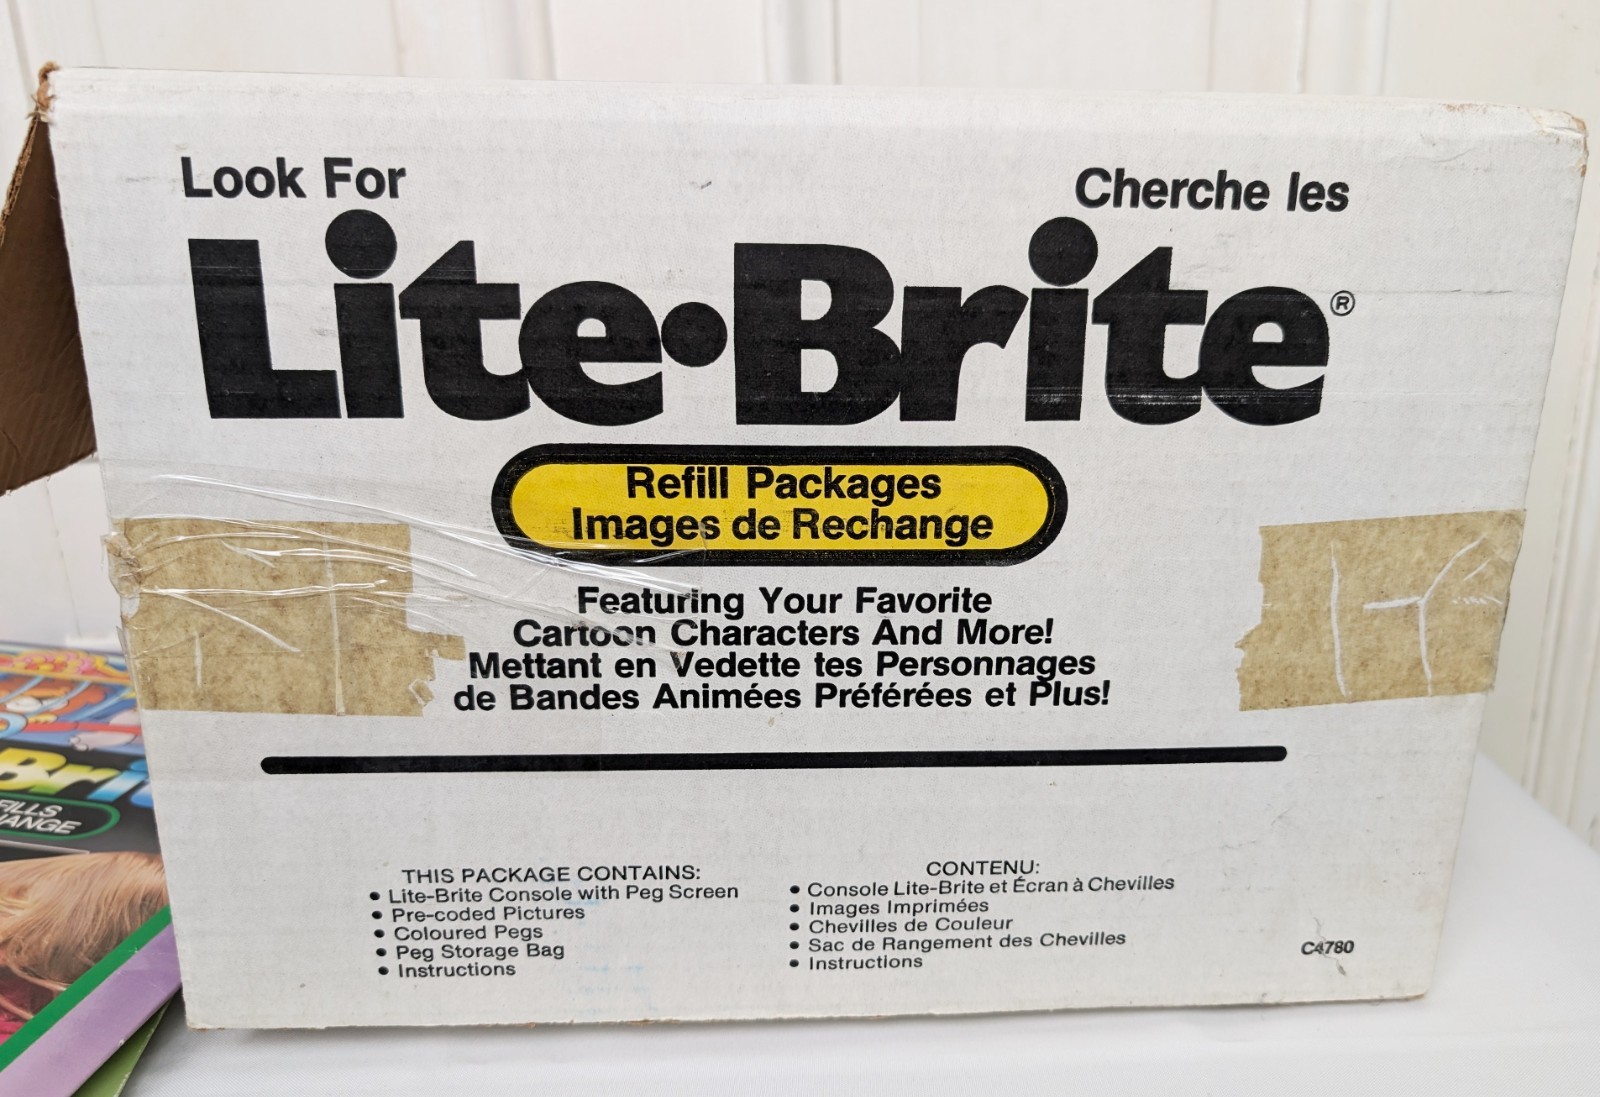 Look For
Cherche les
Lite•Brite®
Refill Packages
Images de Rechange
Featuring Your Favorite
Cartoon Characters And More!
Mettant en Vedette tes Personnages
de Bandes Animées Préférées et Plus!
THIS PACKAGE CONTAINS:
• Lite-Brite Console with Peg Screen
• Pre-coded Pictures
• Coloured Pegs
• Peg Storage Bag
• Instructions
CONTENU:
• Console Lite-Brite et Écran à Chevilles
• Images Imprimées
• Chevilles de Couleur
• Sac de Rangement des Chevilles
• Instructions
C4780
Bri
FILLS
ANGE